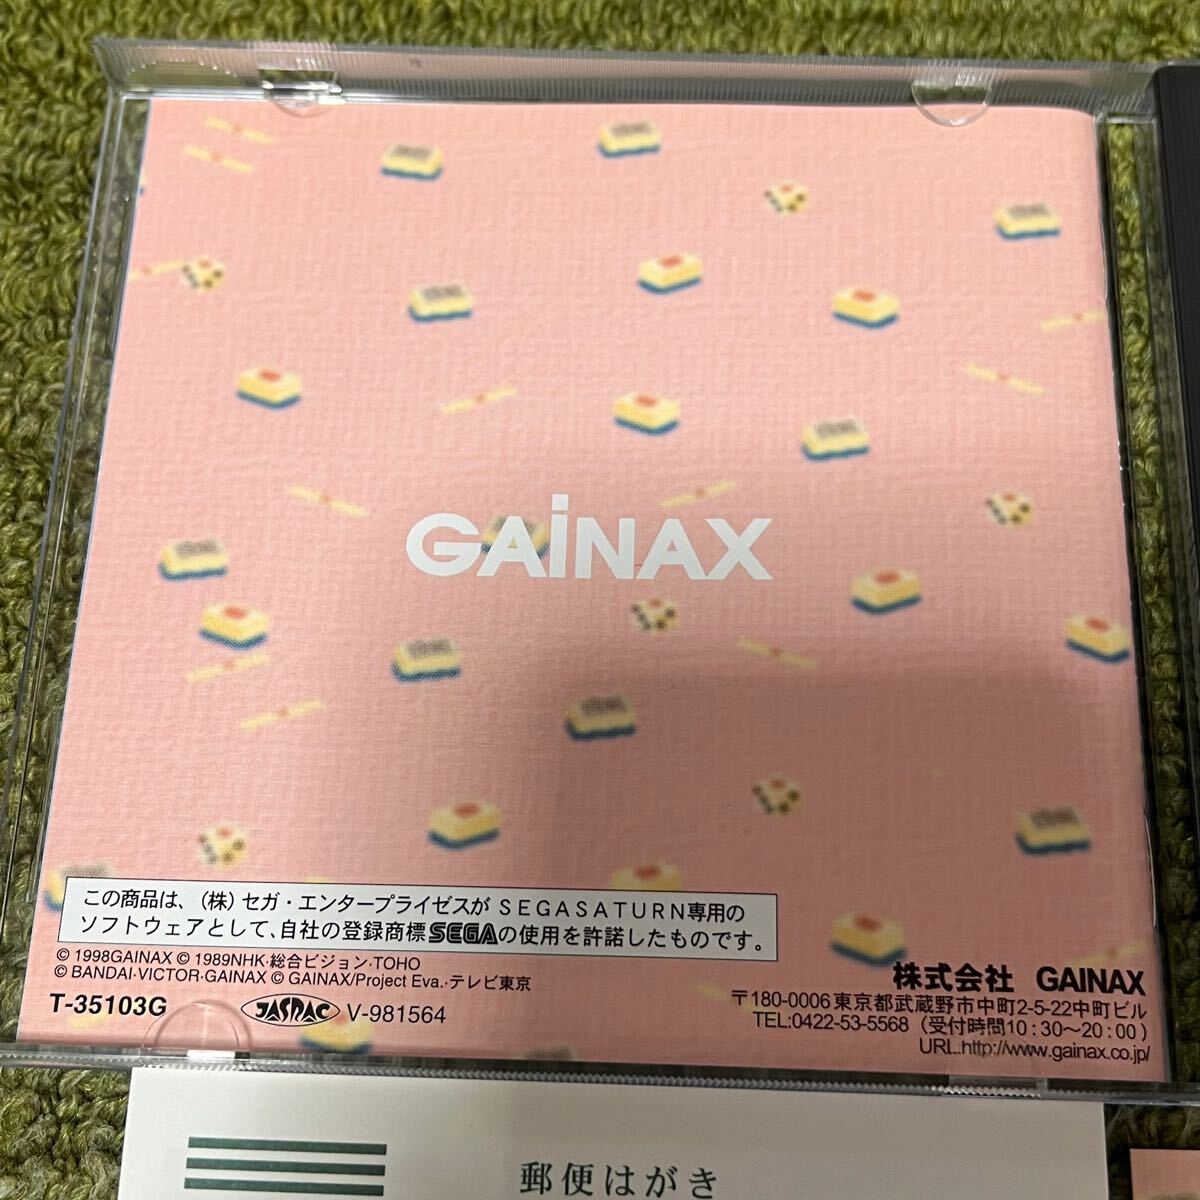 GAiNAX
この商品は、（株）セガ・エンタープライゼスが SEGASATURN専用の
ソフトウェアとして、自社の登録商標SEGAの使用を許諾したものです。
© 1998GAINAX © 1989NHK・総合ビジョン・TOHO
© BANDAI・VICTOR・GAINAX © GAINAX/Project Eva.・テレビ東京
T-35103G JASRAC V-981564
株式会社 GAINAX
〒180-0006東京都武蔵野市中町2-5-22中町ビル
TEL:0422-53-5568（受付時間10:30〜20:00）
URL:http://www.gainax.co.jp/
郵便はがき